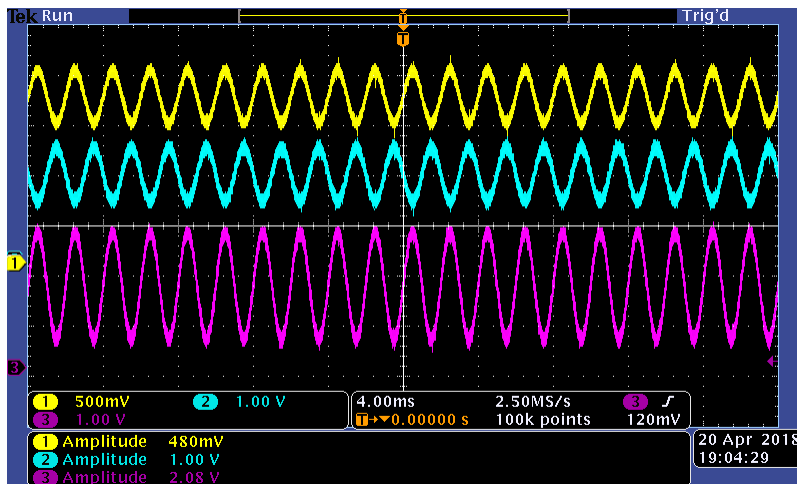 Tek Run Trig'd
T
T
1
3
1 500mV 2 1.00 V
3 1.00 V
4.00ms 2.50MS/s 3
T 0.00000 s 100k points 120mV
1 Amplitude 480mV
2 Amplitude 1.00 V
3 Amplitude 2.08 V
20 Apr 2018
19:04:29